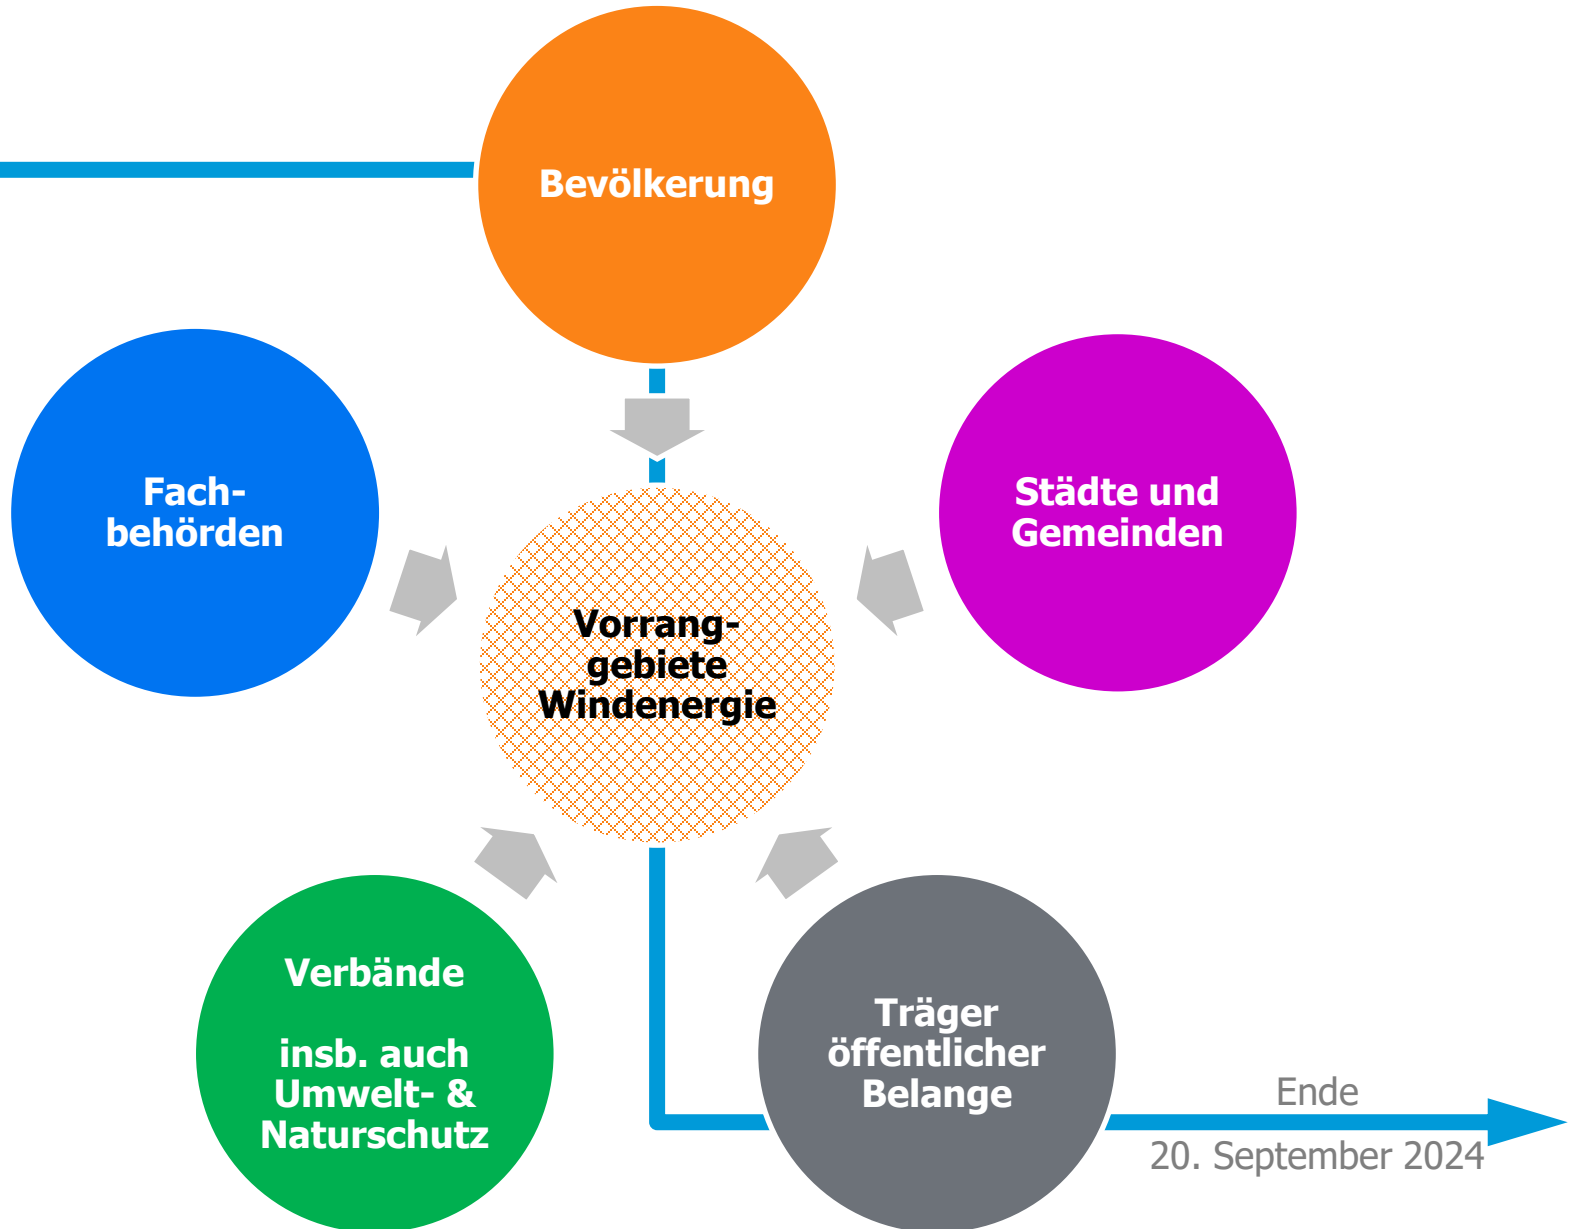 Bevölkerung
Fach-
behörden
Städte und
Gemeinden
Vorrang-
gebiete
Windenergie
Verbände
insb. auch
Umwelt- &
Naturschutz
Träger
öffentlicher
Belange
Ende
20. September 2024